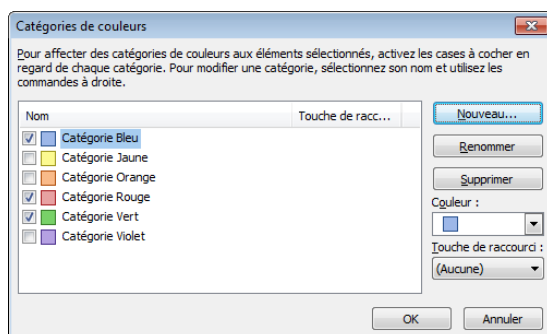 Catégories de couleurs
Pour affecter des catégories de couleurs aux éléments sélectionnés, activez les cases à cocher en
regard de chaque catégorie. Pour modifier une catégorie, sélectionnez son nom et utilisez les
commandes à droite.
Nom Touche de racc...
Catégorie Bleu
Catégorie Jaune
Catégorie Orange
Catégorie Rouge
Catégorie Vert
Catégorie Violet
Nouveau...
Renommer
Supprimer
Couleur :
Touche de raccourci :
(Aucune)
OK Annuler